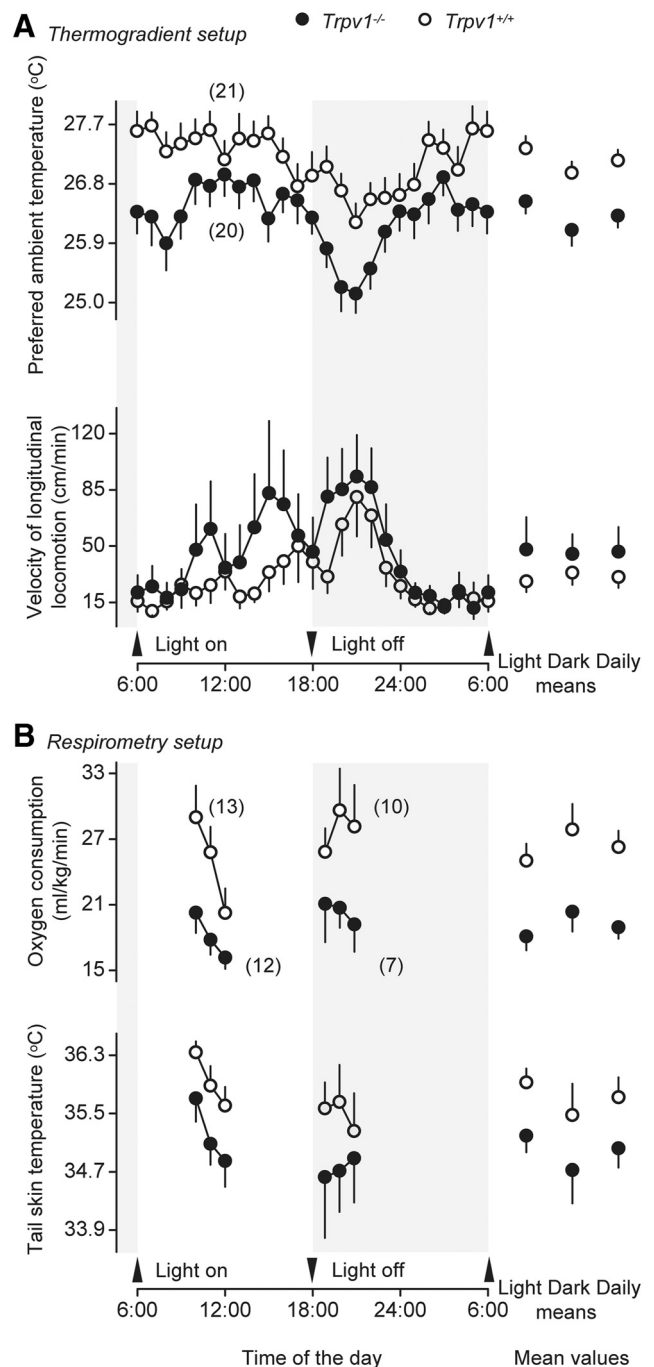 A Thermogradient setup
Trpv1-/- Trpv1+/+
Preferred ambient temperature (ºC)
27.7
26.8
25.9
25.0
(21)
(20)
Velocity of longitudinal
locomotion (cm/min)
120
85
50
15
Light on Light off
6:00 12:00 18:00 24:00 6:00
Light Dark Daily
means
B Respirometry setup
Oxygen consumption
(ml/kg/min)
33
27
21
15
(13) (10)
(12) (7)
Tail skin temperature (ºC)
36.3
35.5
34.7
33.9
Light on Light off
6:00 12:00 18:00 24:00 6:00
Light Dark Daily
means
Time of the day Mean values